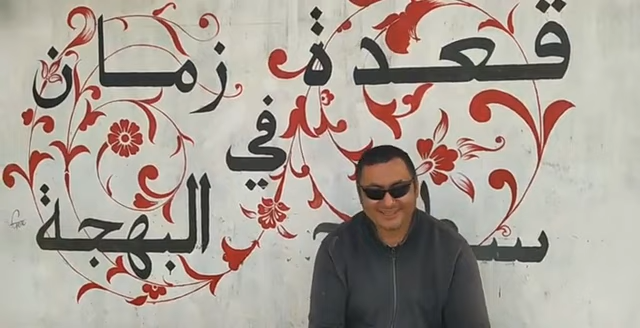 قعدة زمان
في
البهجة